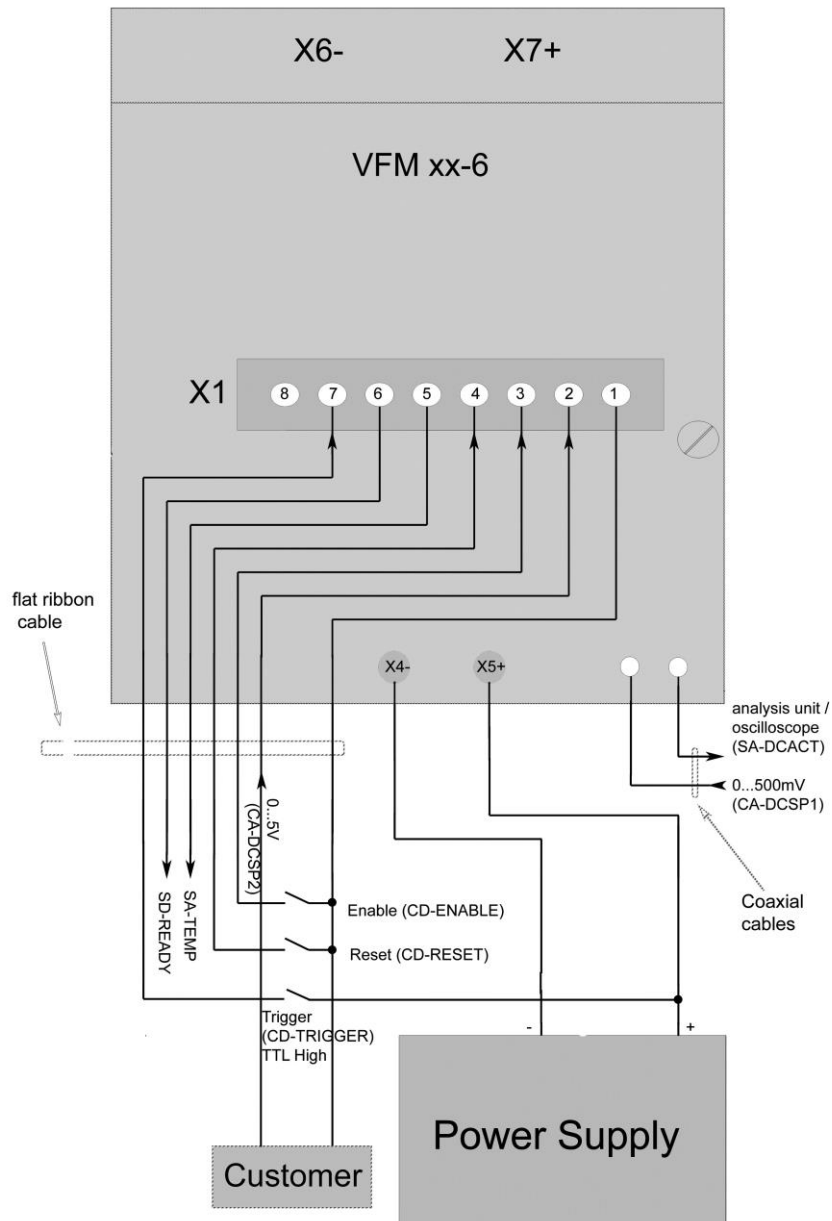 X6- X7+
VFM xx-6
X1 8 7 6 5 4 3 2 1
flat ribbon
cable
X4- X5+
analysis unit /
oscilloscope
(SA-DCACT)
0...500mV
(CA-DCSP1)
Coaxial
cables
0...5V
(CA-DCSP2)
SD-READY
SA-TEMP
Enable (CD-ENABLE)
Reset (CD-RESET)
Trigger
(CD-TRIGGER)
TTL High
- +
Power Supply
Customer